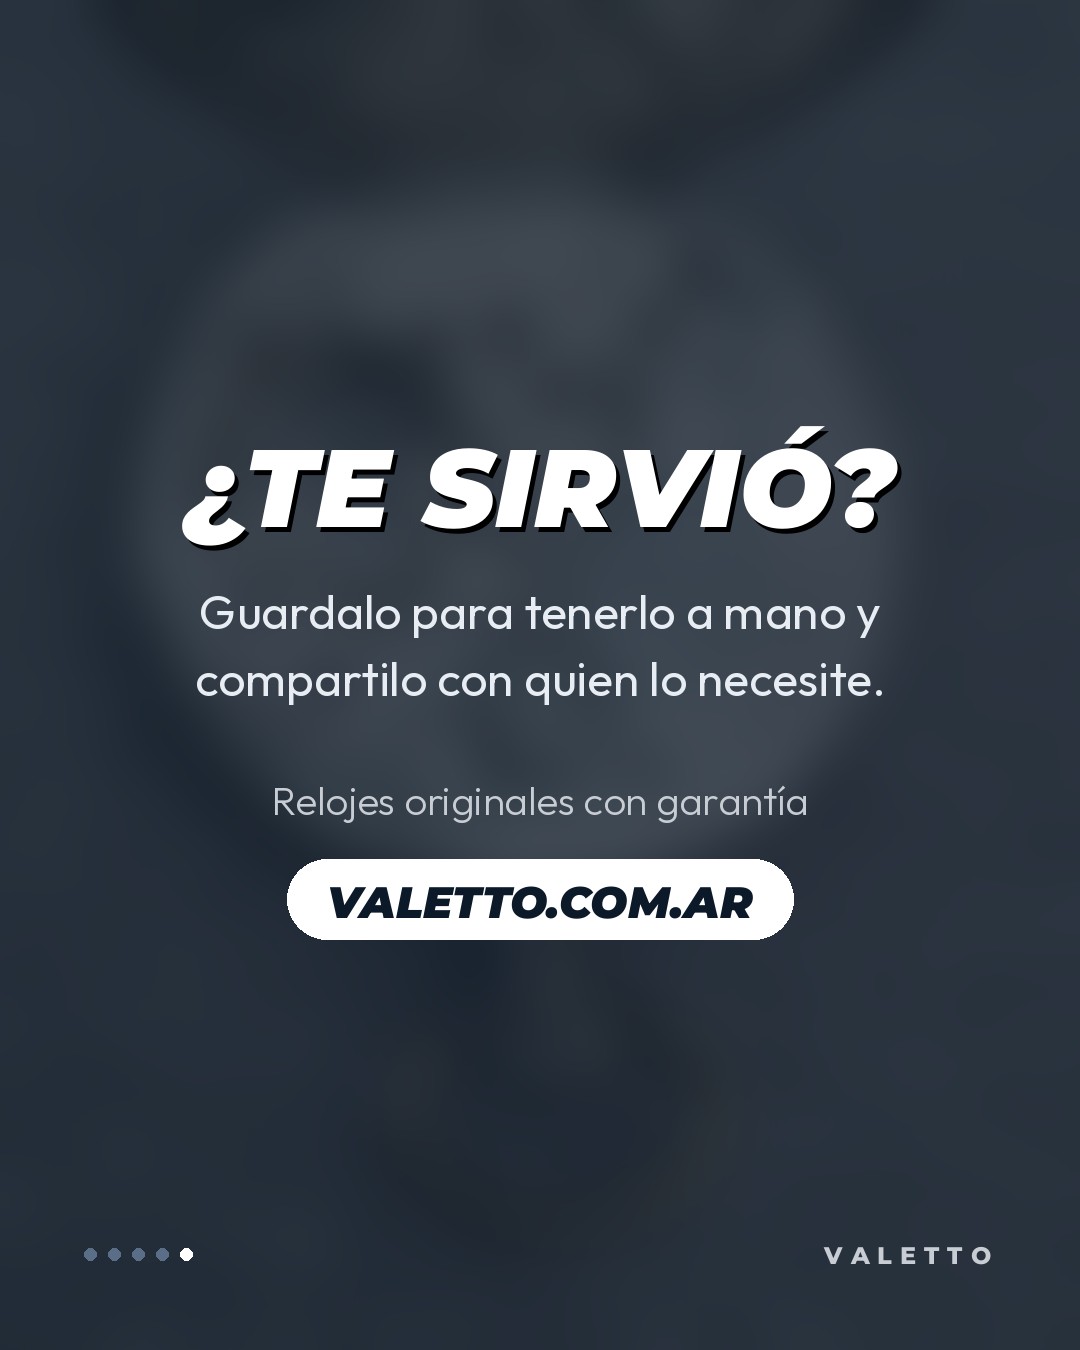 ¿TE SIRVIÓ?
Guardalo para tenerlo a mano y
compartilo con quien lo necesite.
Relojes originales con garantía
VALETTO.COM.AR
VALETTO